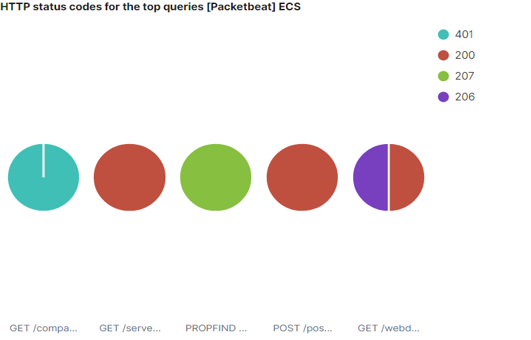 HTTP status codes for the top queries [Packetbeat] ECS
401
200
207
206
GET /compa...
GET /serve...
PROPFIND ...
POST /pos...
GET /webd...